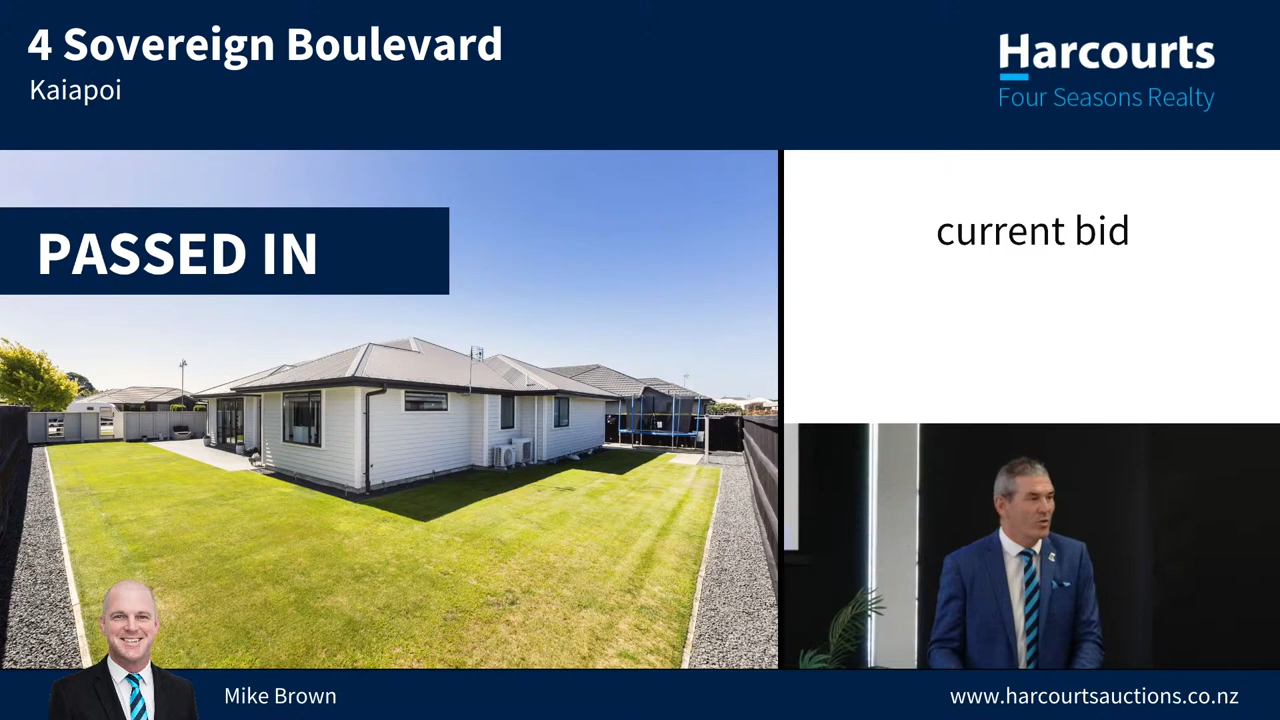 4 Sovereign Boulevard
Kaiapoi
Harcourts
Four Seasons Realty
PASSED IN
current bid
Mike Brown
www.harcourtsauctions.co.nz